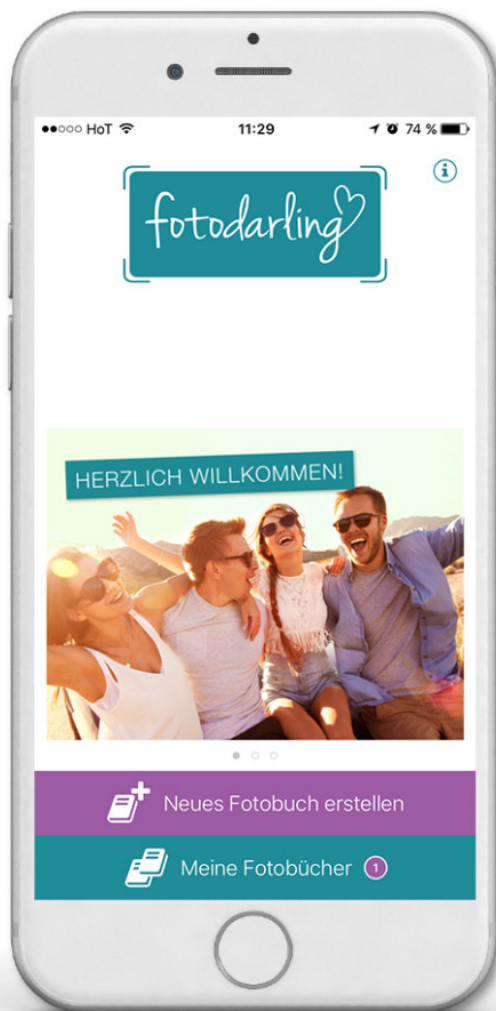 HoT 11:29 74 %
fotodarling
HERZLICH WILLKOMMEN!
Neues Fotobuch erstellen
Meine Fotobücher 1